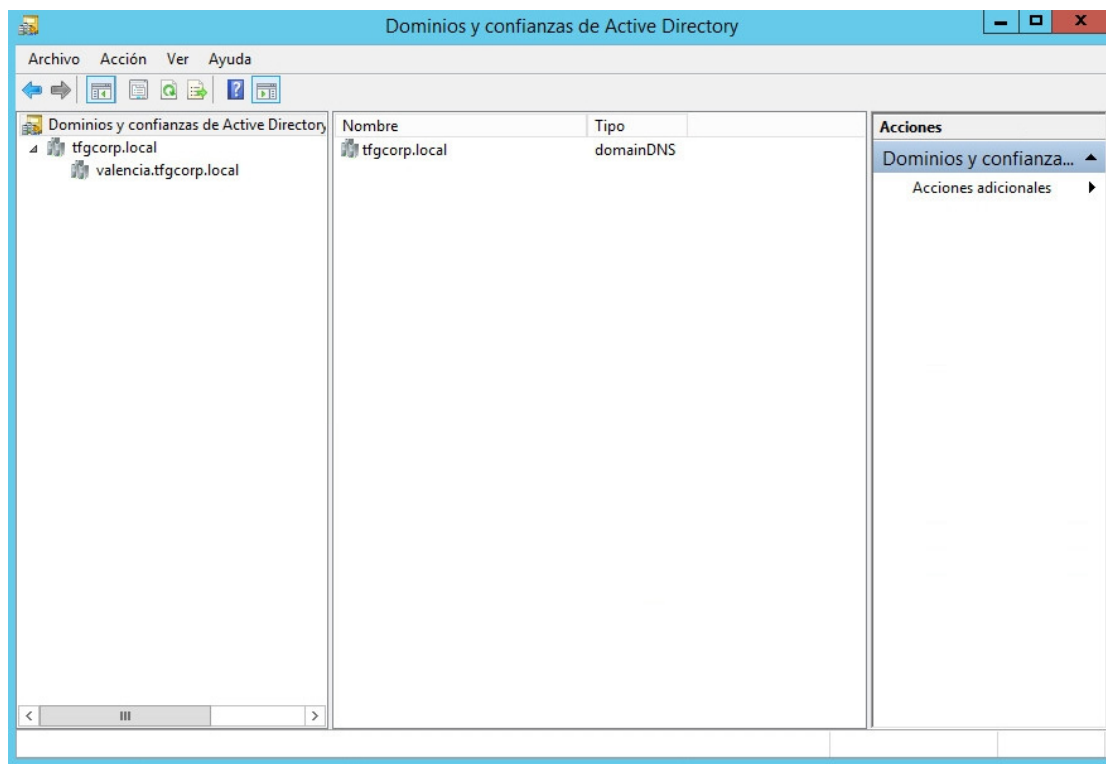 Dominios y confianzas de Active Directory
Archivo Acción Ver Ayuda
Dominios y confianzas de Active Directory
tfgcorp.local
valencia.tfgcorp.local
Nombre Tipo
tfgcorp.local domainDNS
Acciones
Dominios y confianza...
Acciones adicionales